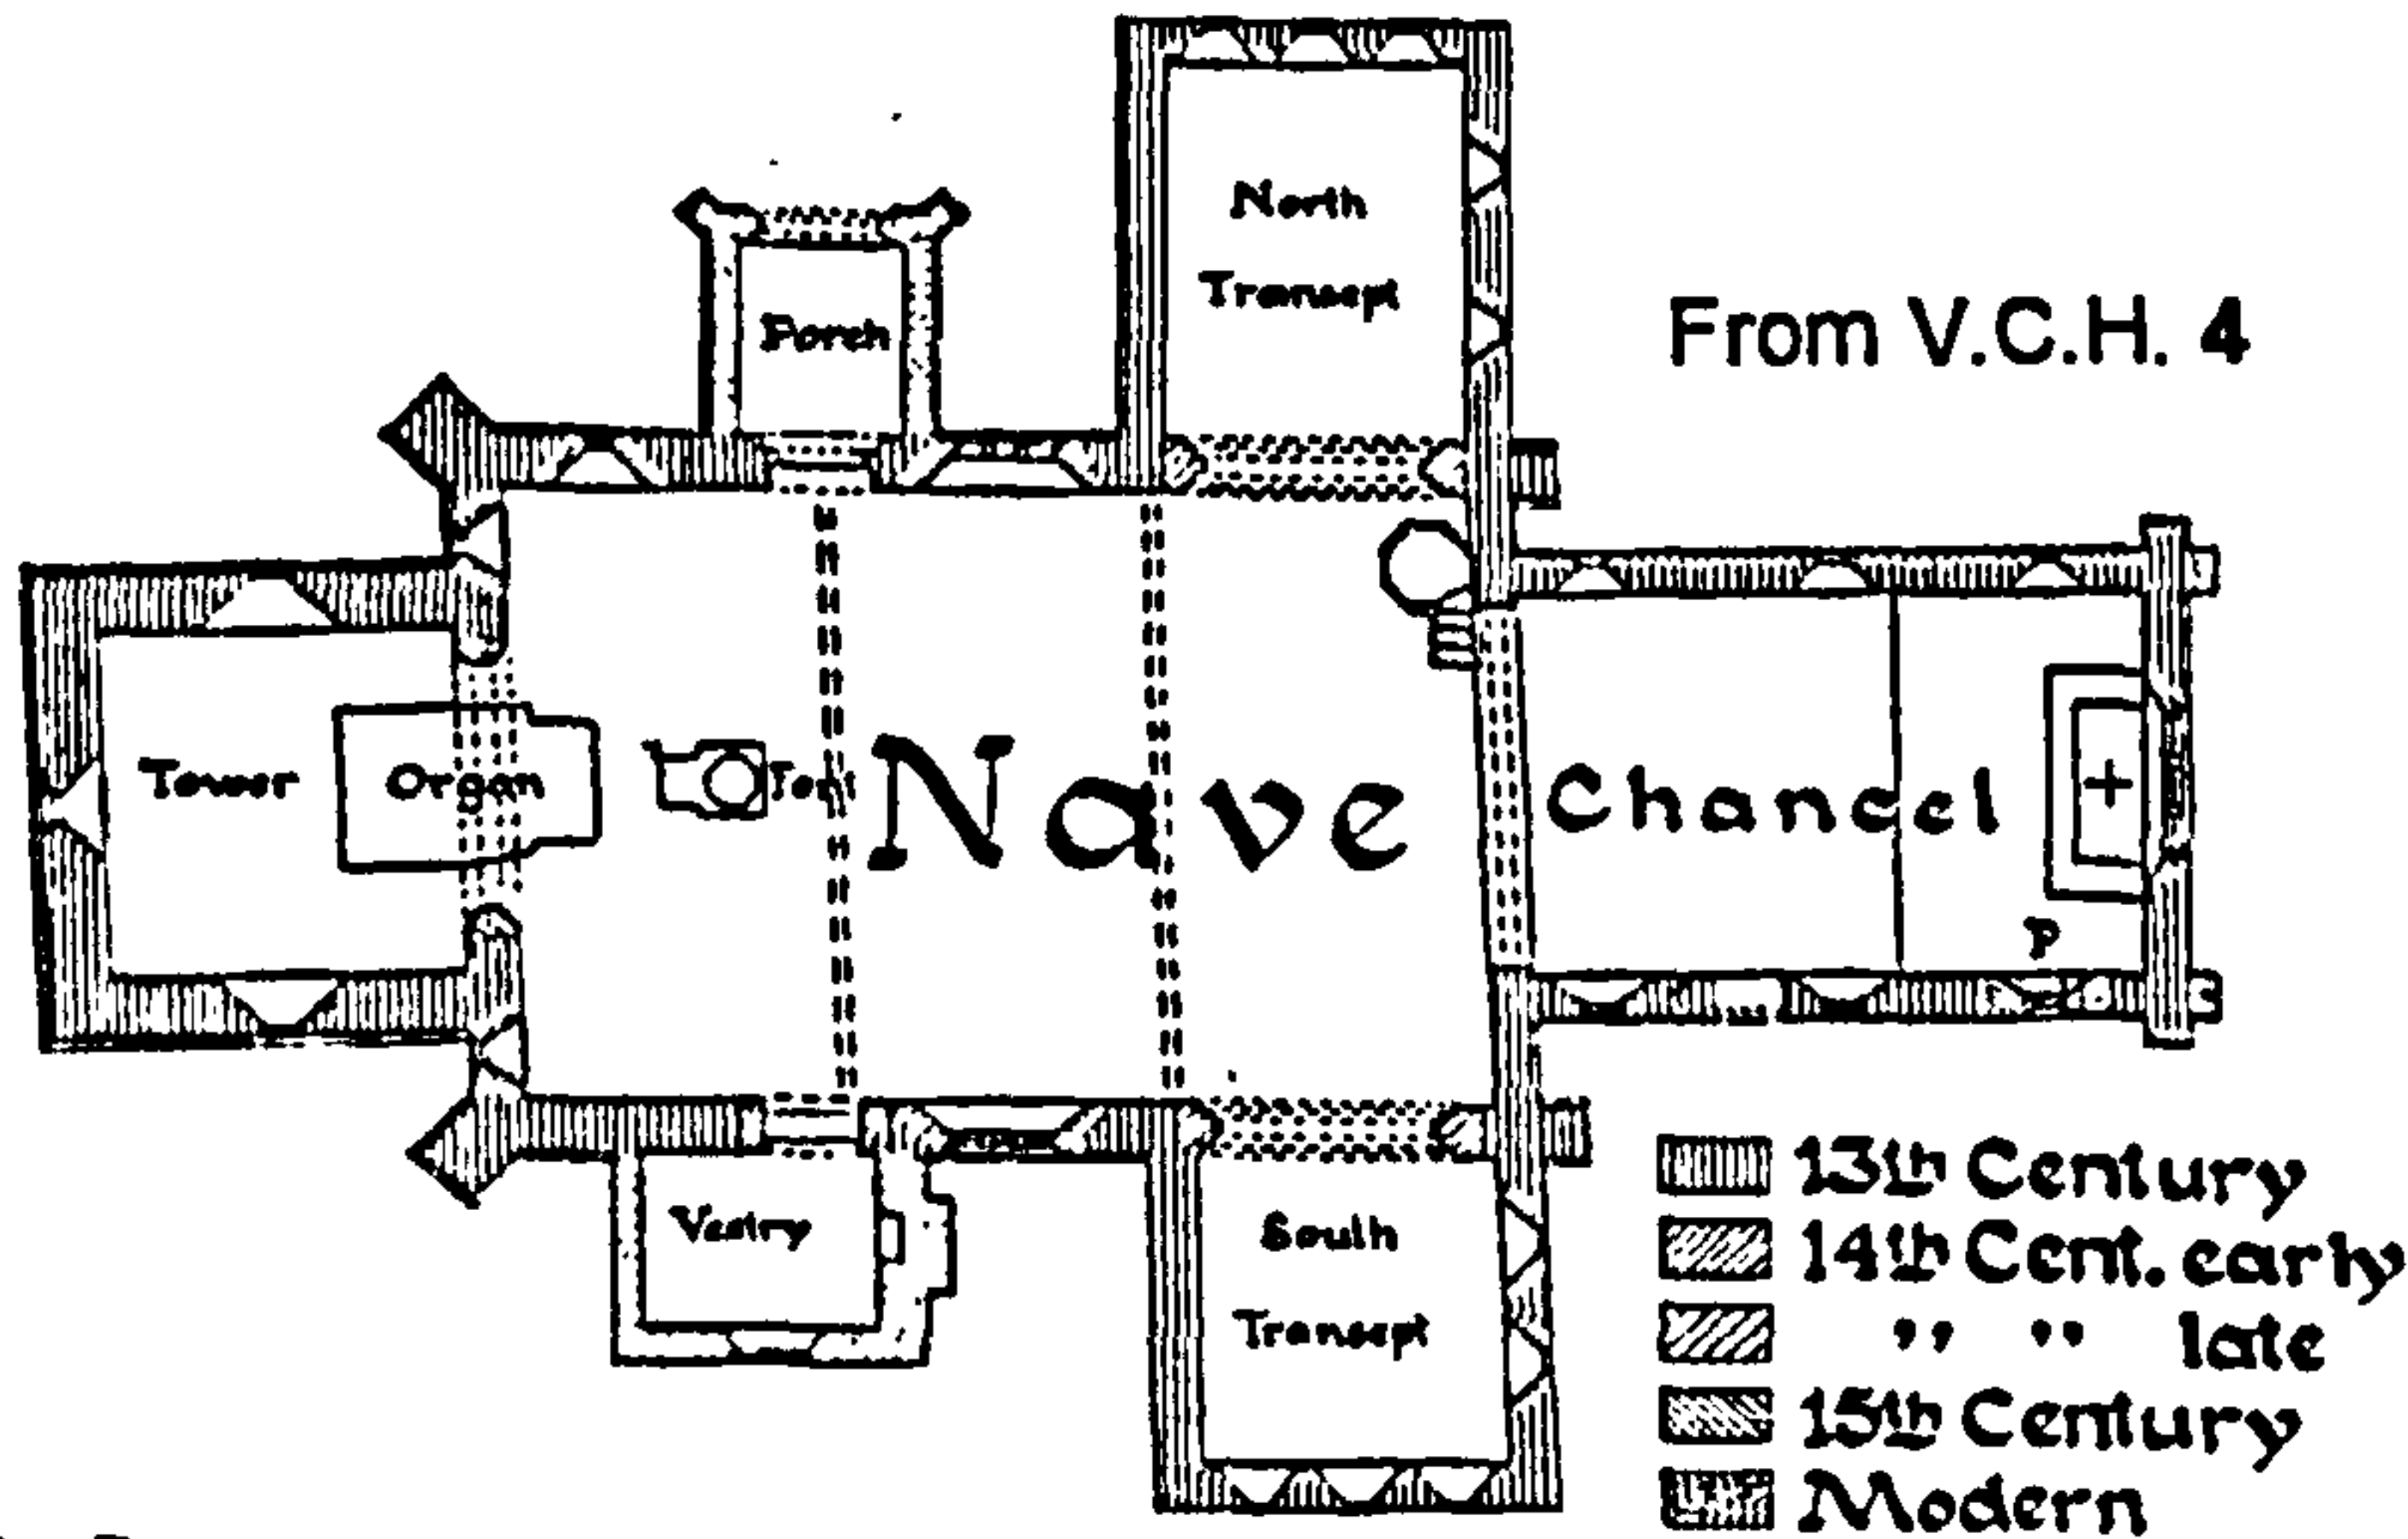 North
Transept
Porch
From V.C.H. 4
Tower
Organ
Font
Nave
Chancel
P
Vestry
South
Transept
13th Century
14th Cent. early
" " late
15th Century
Modern